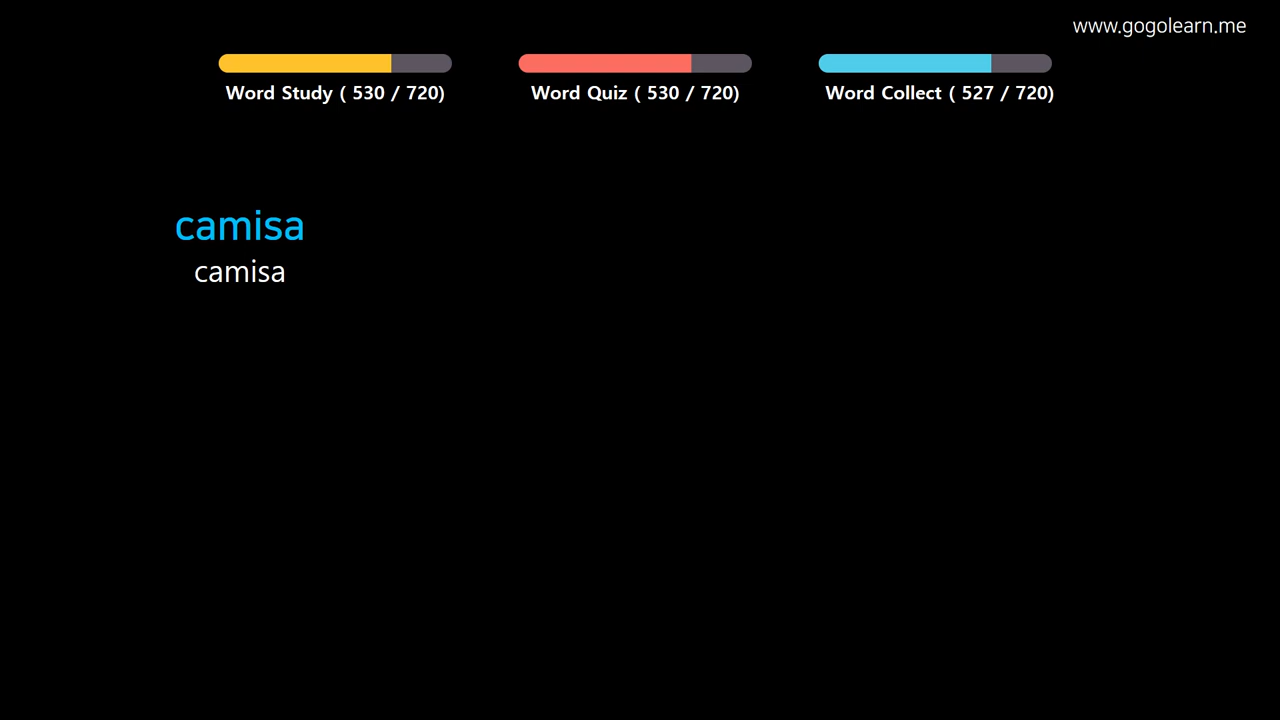 www.gogolearn.me
Word Study ( 530 / 720)
Word Quiz ( 530 / 720)
Word Collect ( 527 / 720)
camisa
camisa